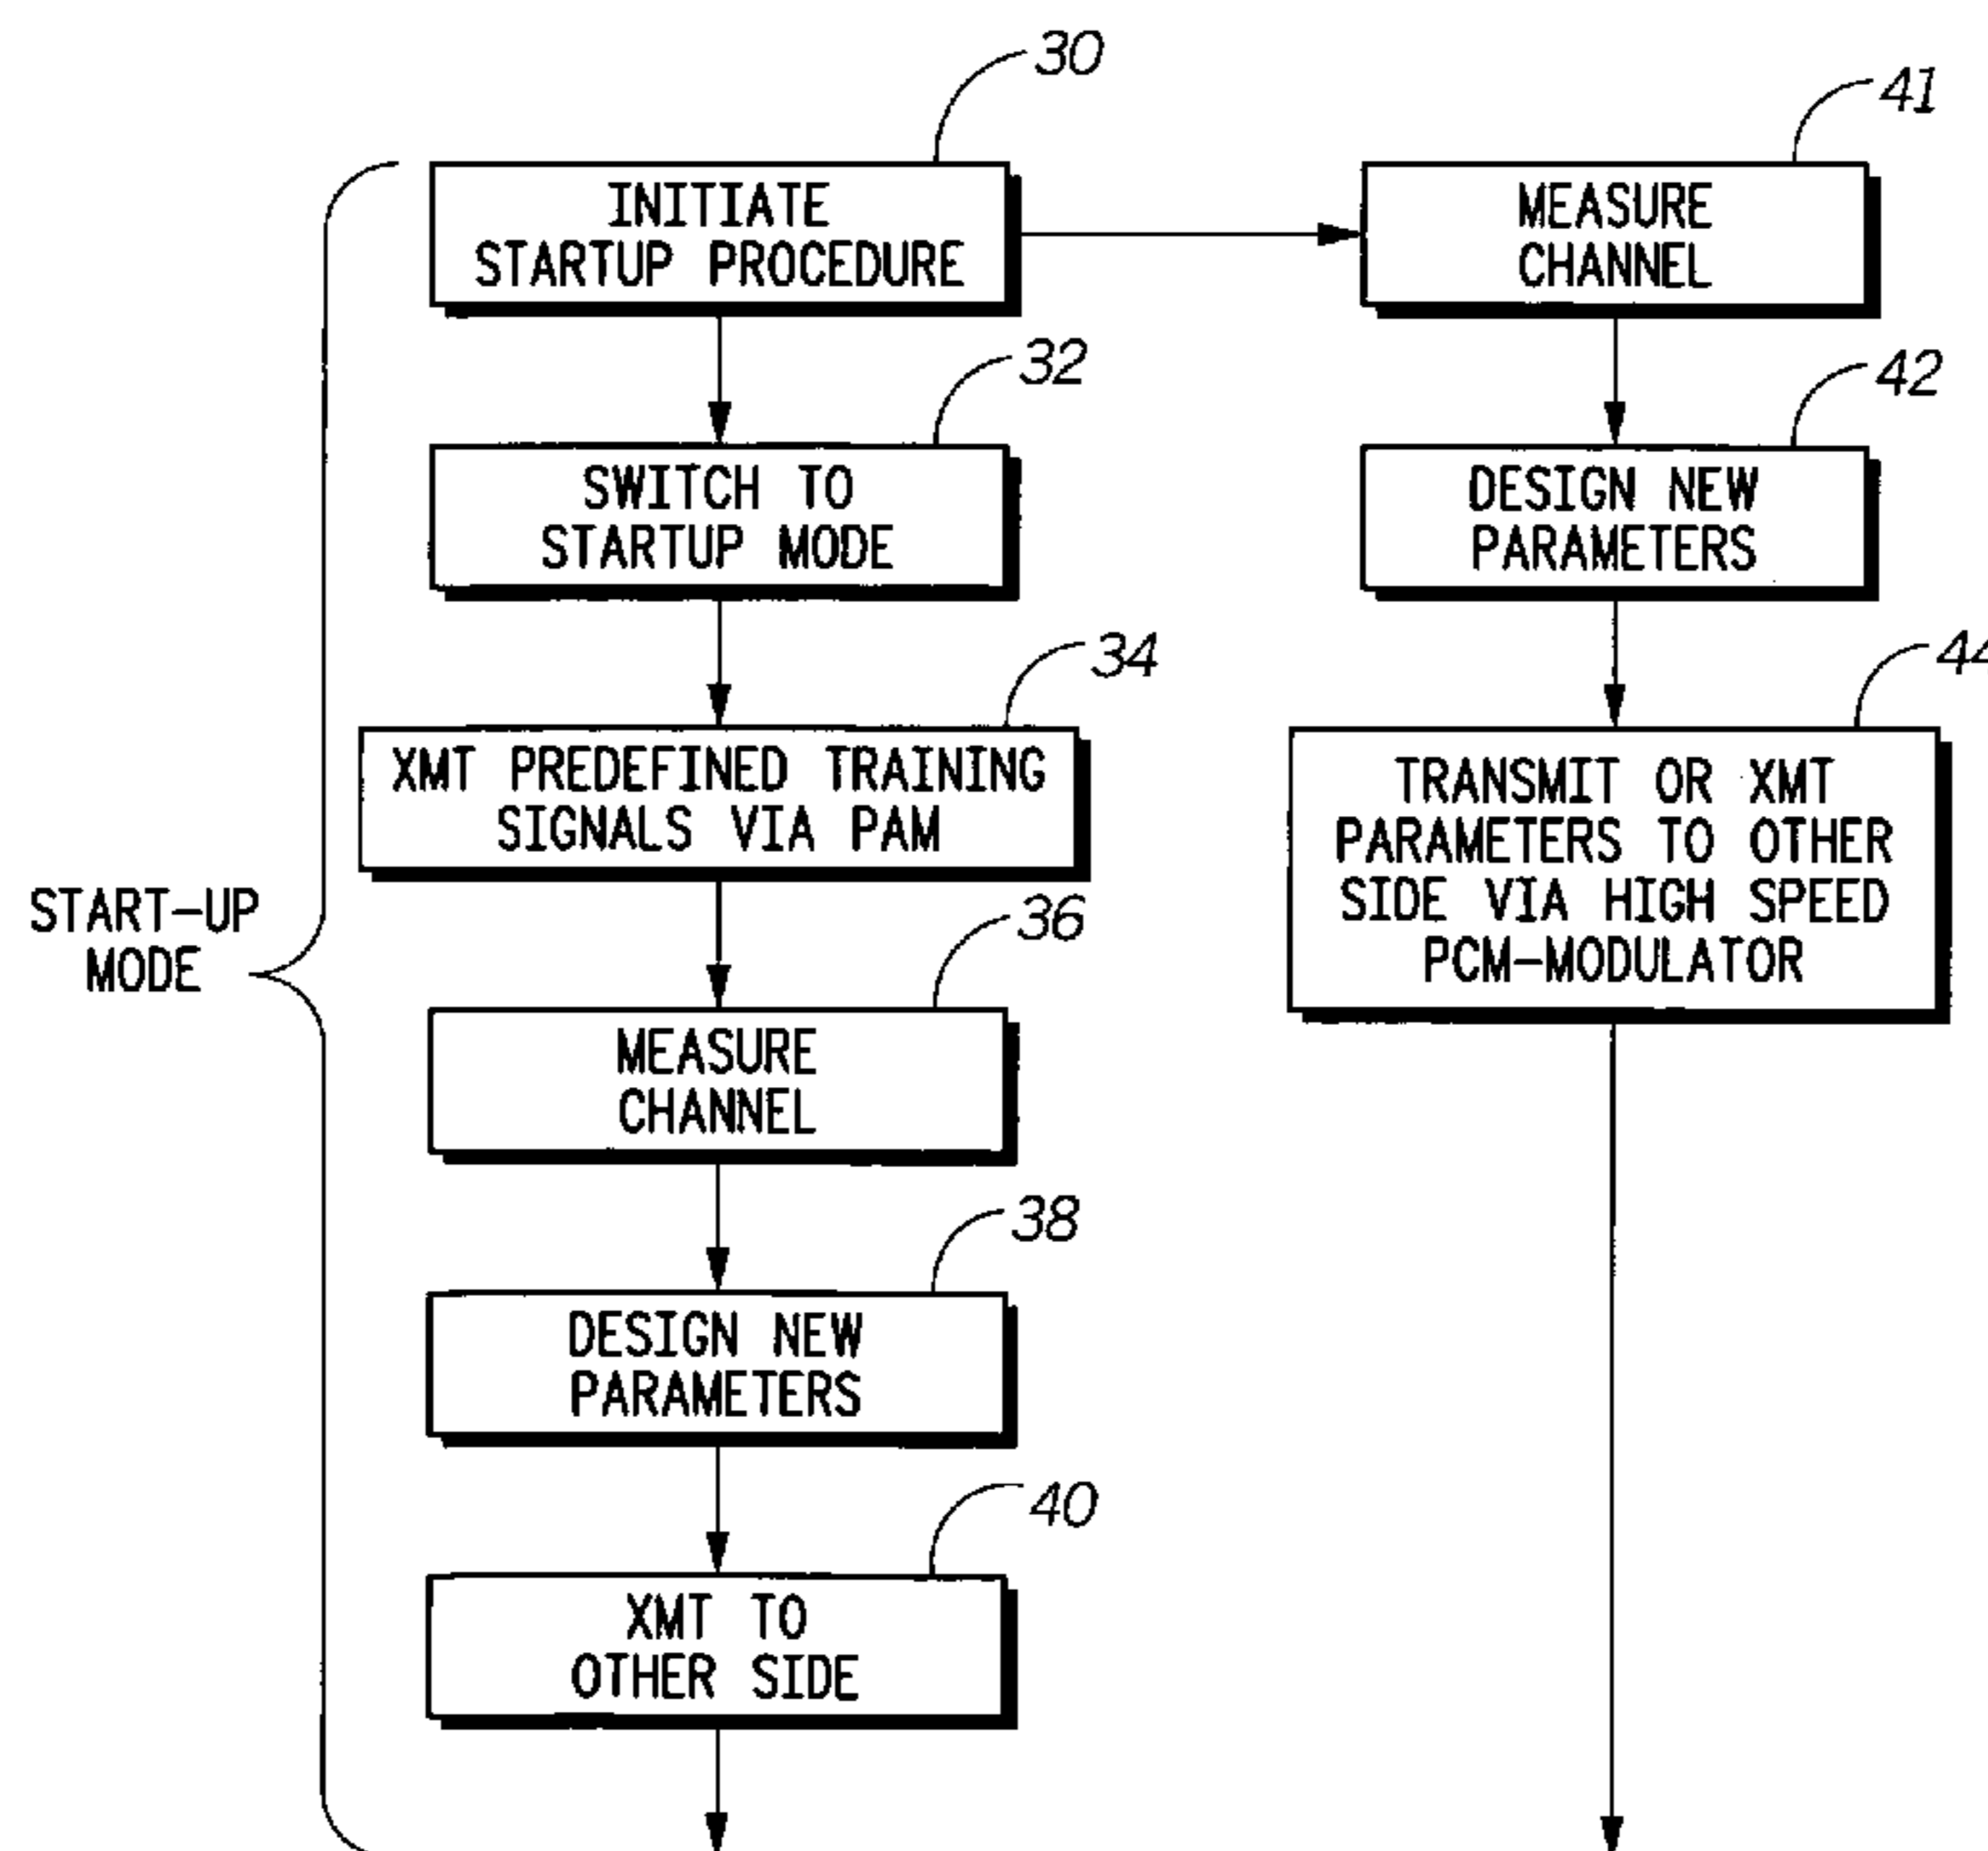 30
INITIATE
STARTUP PROCEDURE
32
SWITCH TO
STARTUP MODE
34
XMT PREDEFINED TRAINING
SIGNALS VIA PAM
36
MEASURE
CHANNEL
38
DESIGN NEW
PARAMETERS
40
XMT TO
OTHER SIDE
START-UP
MODE
41
MEASURE
CHANNEL
42
DESIGN NEW
PARAMETERS
44
TRANSMIT OR XMT
PARAMETERS TO OTHER
SIDE VIA HIGH SPEED
PCM-MODULATOR